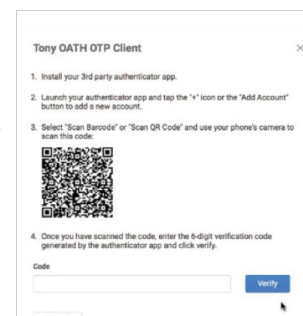 Tony OATH OTP Client
1. Install your 3rd party authenticator app.
2. Launch your authenticator app and tap the "+" icon or the "Add Account"
button to add a new account.
3. Select "Scan Barcode" or "Scan QR Code" and use your phone's camera to
scan this code:
4. Once you have scanned the code, enter the 6-digit verification code
generated by the authenticator app and click verify.
Code
Verify